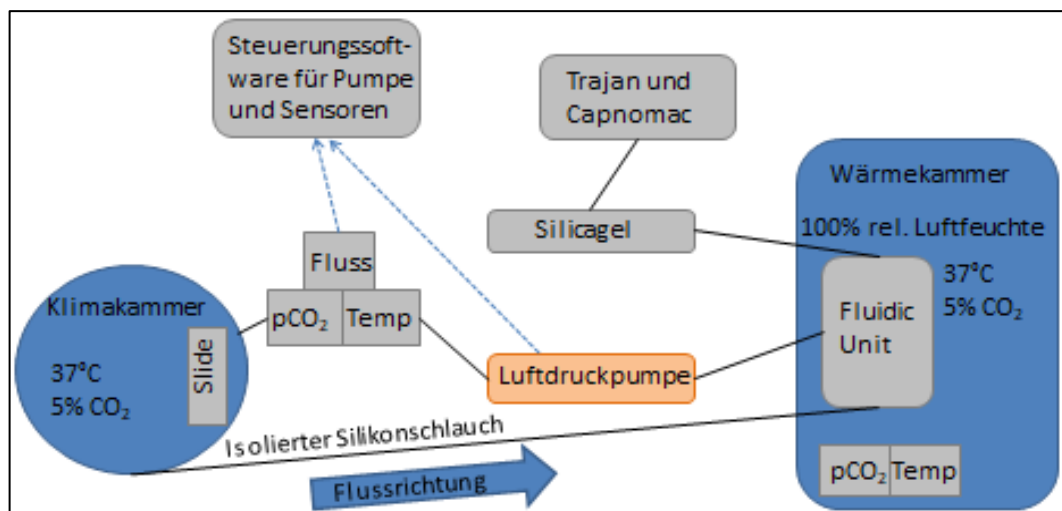 Steuerungssoft-
ware für Pumpe
und Sensoren
Trajan und
Capnomac
Wärmekammer
Silicagel
100% rel. Luftfeuchte
Fluss
37°C
5% CO₂
Fluidic
Unit
Klimakammer
pCO₂ Temp
Slide
37°C
5% CO₂
Luftdruckpumpe
Isolierter Silikonschlauch
Flussrichtung
pCO₂ Temp